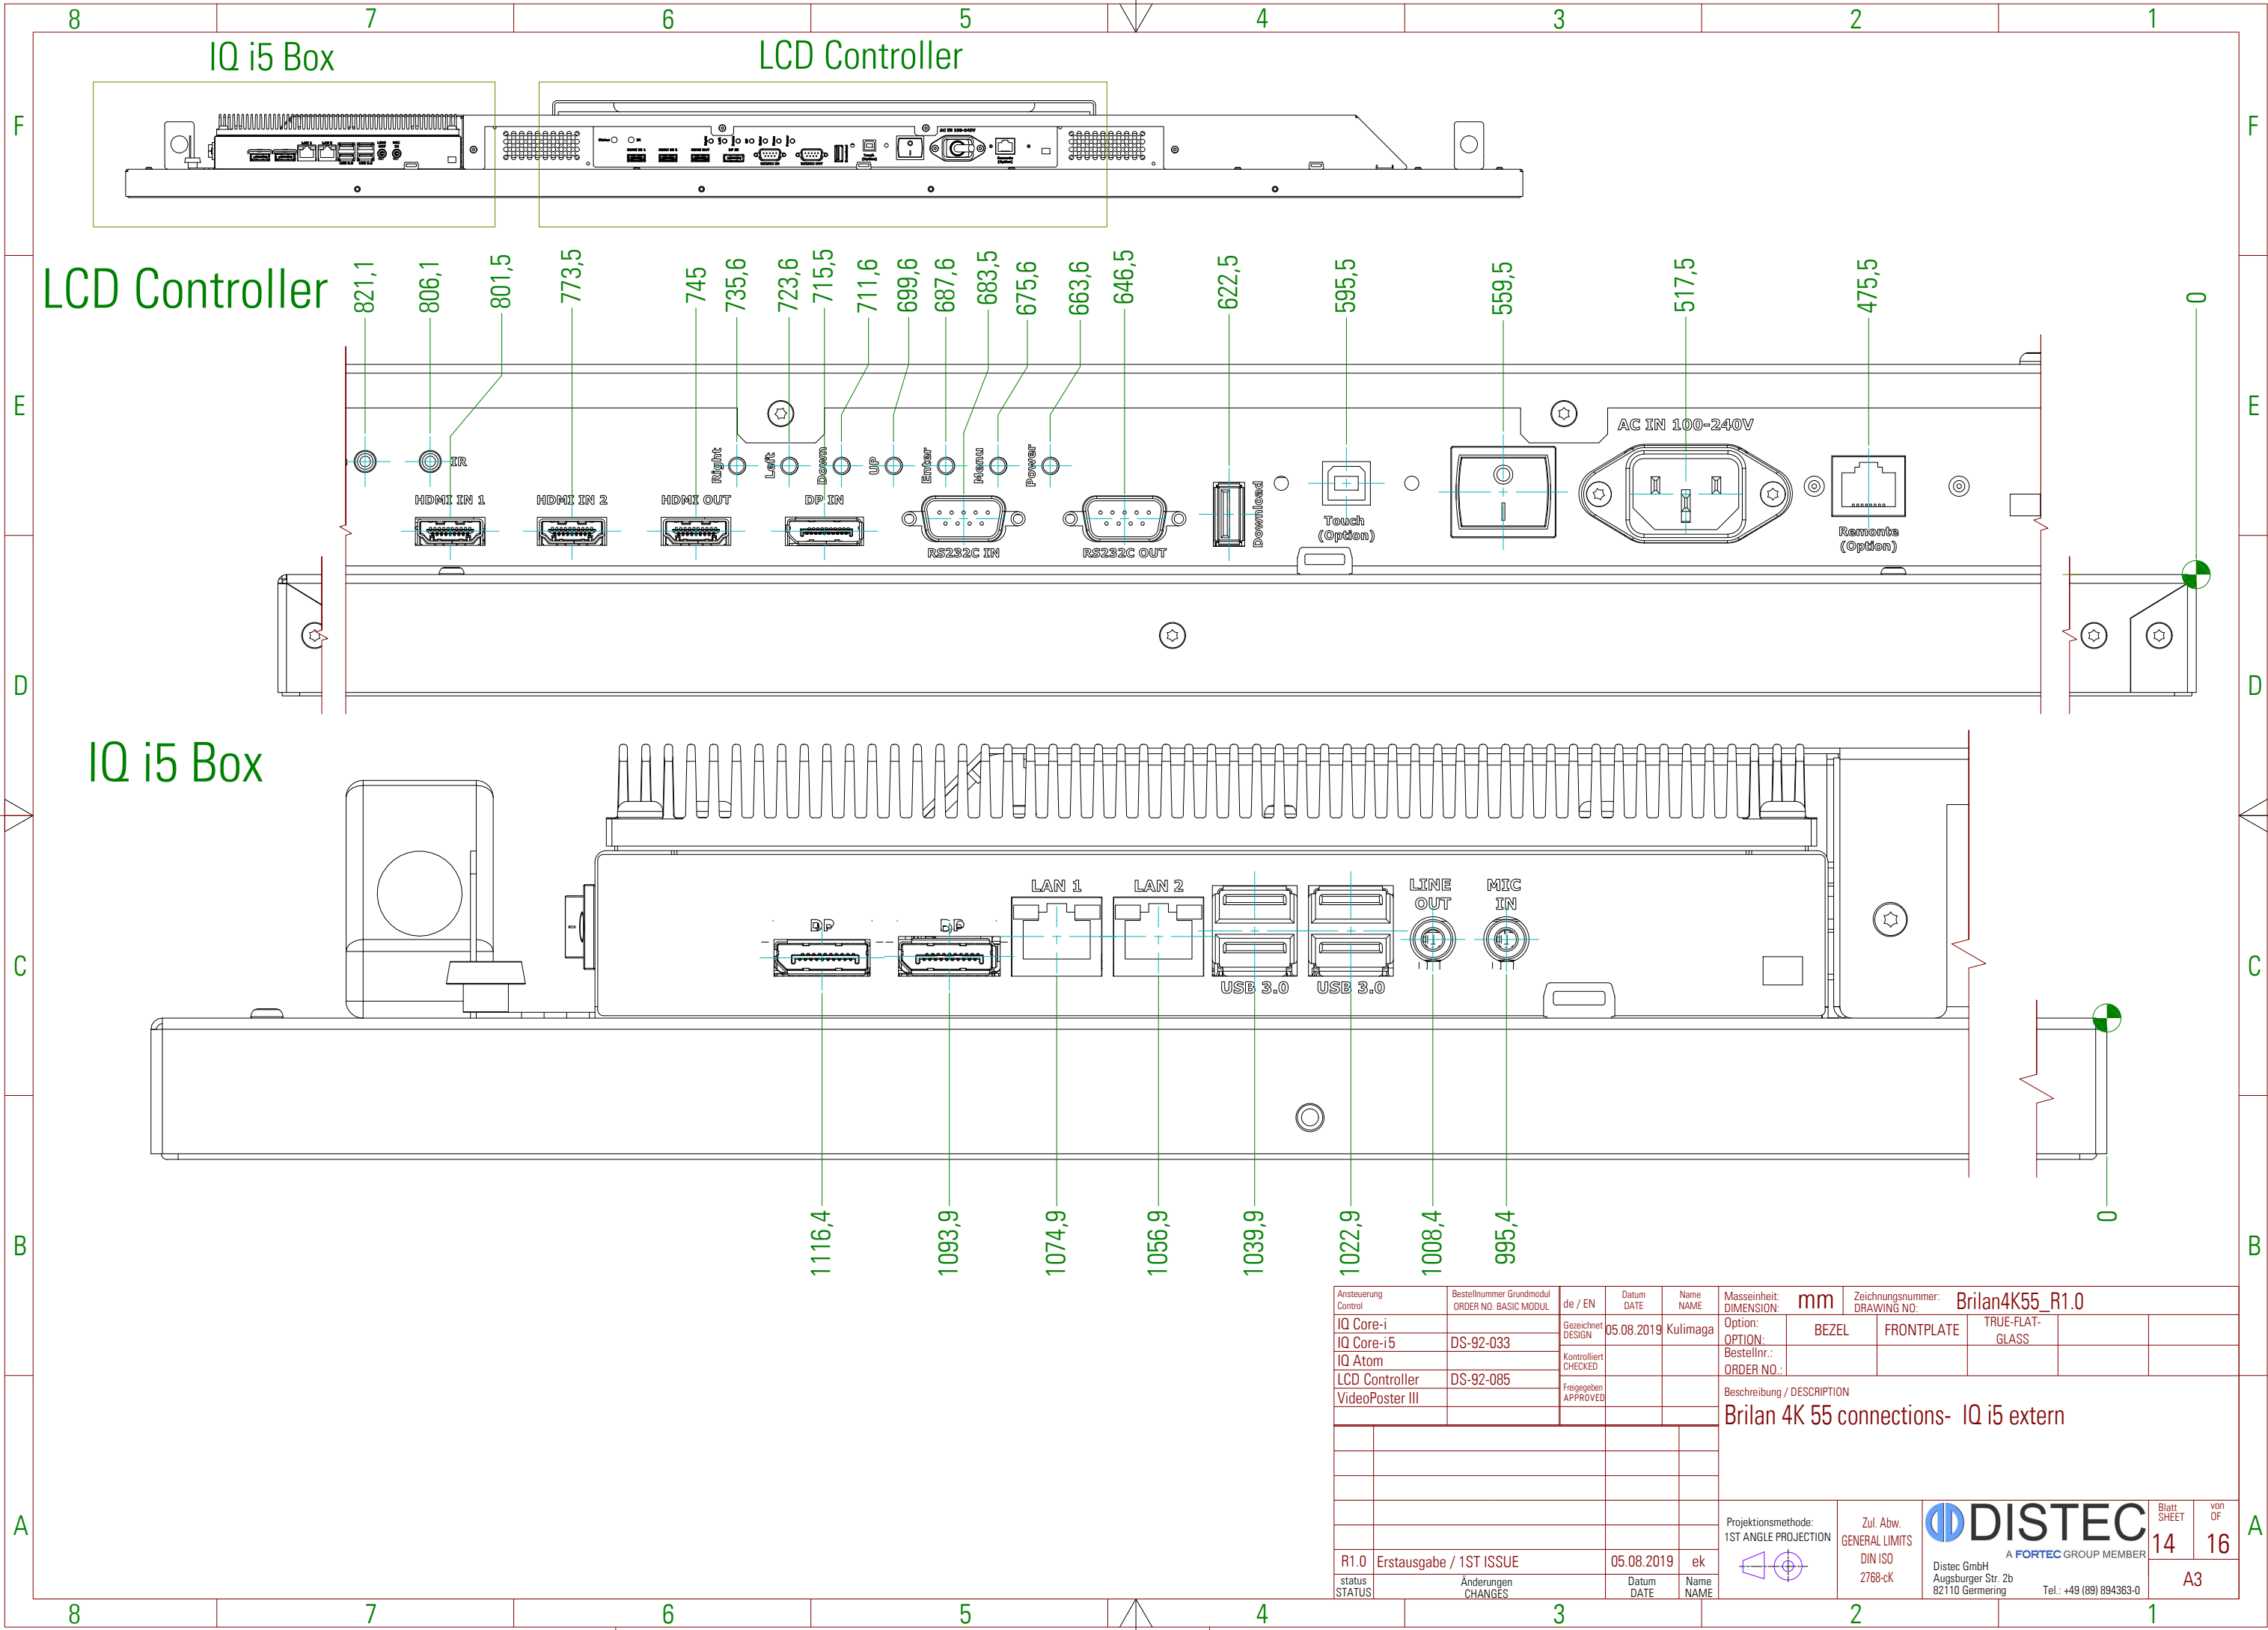 8 7 6 5 4 3 2 1
IQ i5 Box
LCD Controller
F F
AC IN 100-240V
LCD Controller
821,1
806,1
801,5
773,5
745
735,6
723,6
715,5
711,6
699,6
687,6
683,5
675,6
663,6
646,5
622,5
595,5
559,5
517,5
475,5
0
E E
AC IN 100-240V
IR
Right
Left
Down
UP
Enter
Menu
Power
HDMI IN 1
HDMI IN 2
HDMI OUT
DP IN
RS232C IN
RS232C OUT
Download
Touch
(Option)
Remonte
(Option)
D D
IQ i5 Box
LAN 1
LAN 2
LINE
OUT
MIC
IN
DP
DP
USB 3.0
USB 3.0
C C
1116,4
1093,9
1074,9
1056,9
1039,9
1022,9
1008,4
995,4
0
B B
Ansteuerung
Control
Bestellnummer Grundmodul
ORDER NO. BASIC MODUL
IQ Core-i
IQ Core-i5 DS-92-033
IQ Atom
LCD Controller DS-92-085
VideoPoster III
de / EN
Datum
DATE
Name
NAME
Gezeichnet
DESIGN
05.08.2019 Kulimaga
Kontrolliert
CHECKED
Freigegeben
APPROVED
Masseinheit:
DIMENSION:
mm
Zeichnungsnummer:
DRAWING NO:
Brilan4K55_R1.0
Option:
OPTION:
BEZEL
FRONTPLATE
TRUE-FLAT-
GLASS
Bestellnr.:
ORDER NO.:
Beschreibung / DESCRIPTION
Brilan 4K 55 connections- IQ i5 extern
R1.0 Erstausgabe / 1ST ISSUE 05.08.2019 ek
status
STATUS
Änderungen
CHANGES
Datum
DATE
Name
NAME
Projektionsmethode:
1ST ANGLE PROJECTION
Zul. Abw.
GENERAL LIMITS
DIN ISO
2768-cK
DISTEC
A FORTEC GROUP MEMBER
Distec GmbH
Augsburger Str. 2b
82110 Germering Tel.: +49 (89) 894363-0
Blatt
SHEET
14
von
OF
16
A3
A A
8 7 6 5 4 3 2 1